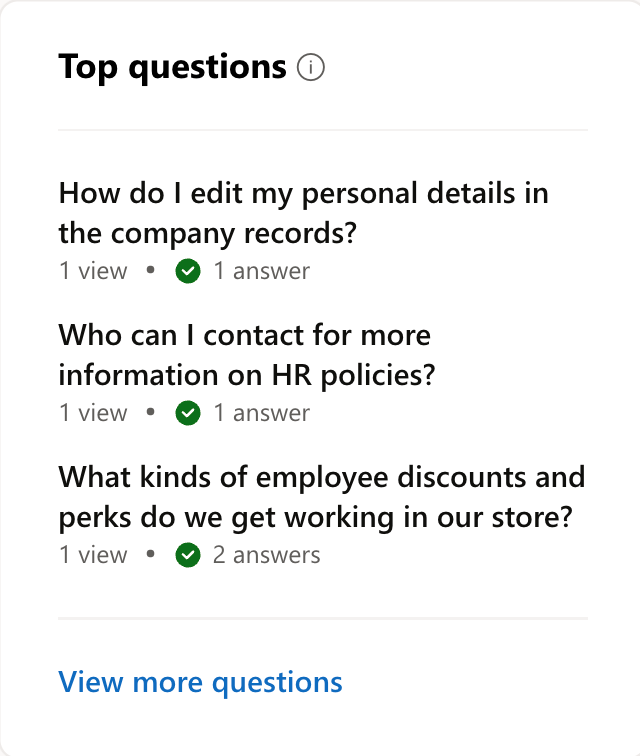 Top questions
How do I edit my personal details in
the company records?
1 view • 1 answer
Who can I contact for more
information on HR policies?
1 view • 1 answer
What kinds of employee discounts and
perks do we get working in our store?
1 view • 2 answers
View more questions